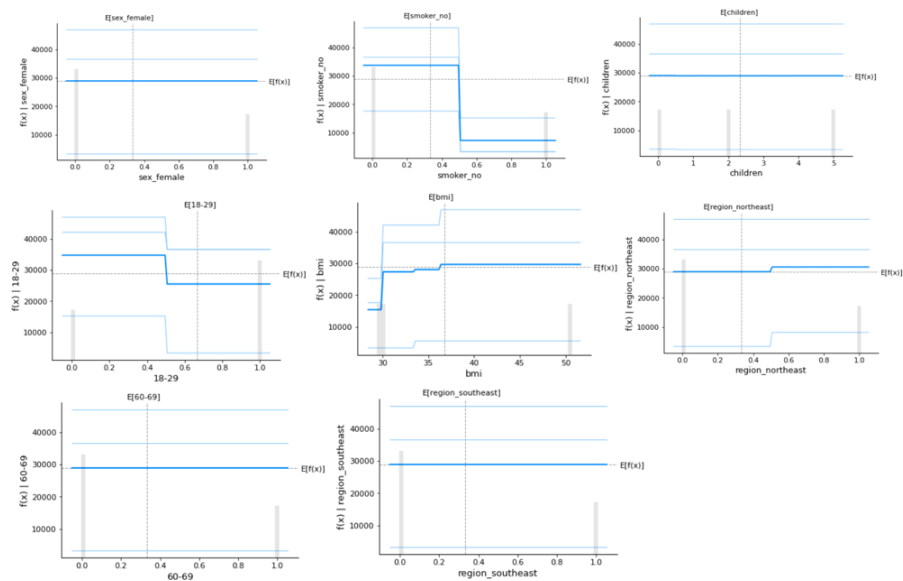 E[sex_female]
f(x) | sex_female
40000
30000
20000
10000
E[f(x)]
0.0 0.2 0.4 0.6 0.8 1.0
sex_female
E[smoker_no]
f(x) | smoker_no
40000
30000
20000
10000
E[f(x)]
0.0 0.2 0.4 0.6 0.8 1.0
smoker_no
E[children]
f(x) | children
40000
30000
20000
10000
E[f(x)]
0 1 2 3 4 5
children
E[18-29]
f(x) | 18-29
40000
30000
20000
10000
E[f(x)]
0.0 0.2 0.4 0.6 0.8 1.0
18-29
E[bmi]
f(x) | bmi
40000
30000
20000
10000
E[f(x)]
30 35 40 45 50
bmi
E[region_northeast]
f(x) | region_northeast
40000
30000
20000
10000
E[f(x)]
0.0 0.2 0.4 0.6 0.8 1.0
region_northeast
E[60-69]
f(x) | 60-69
40000
30000
20000
10000
E[f(x)]
0.0 0.2 0.4 0.6 0.8 1.0
60-69
E[region_southeast]
f(x) | region_southeast
40000
30000
20000
10000
E[f(x)]
0.0 0.2 0.4 0.6 0.8 1.0
region_southeast